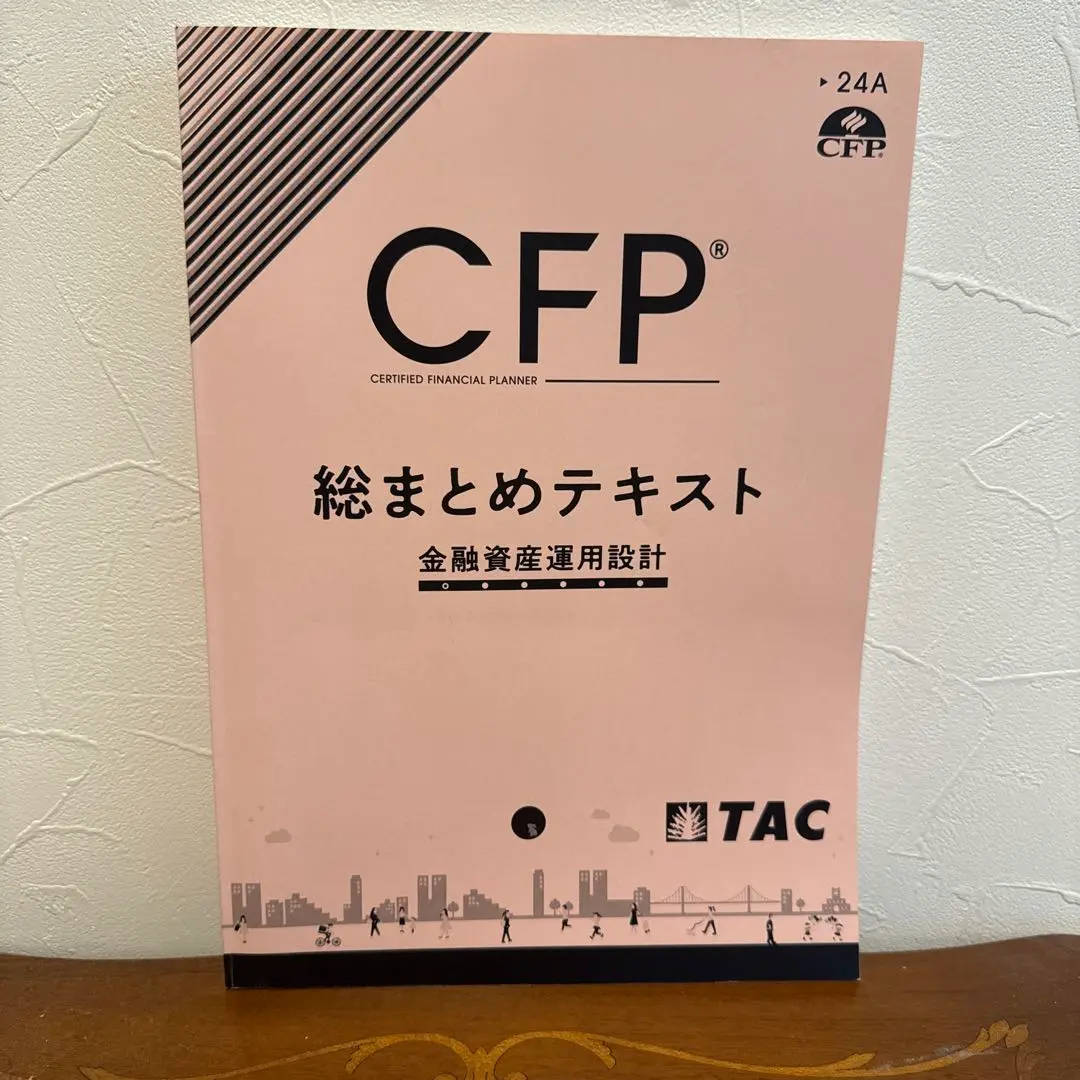 ▸24A
CFP®
CFP®
CERTIFIED FINANCIAL PLANNER
総まとめテキスト
金融資産運用設計
TAC